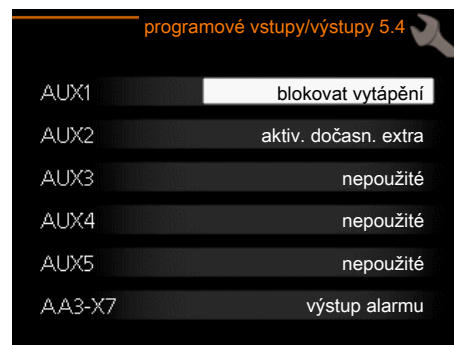 programové vstupy/výstupy 5.4
AUX1 blokovat vytápění
AUX2 aktiv. dočasn. extra
AUX3 nepoužité
AUX4 nepoužité
AUX5 nepoužité
AA3-X7 výstup alarmu